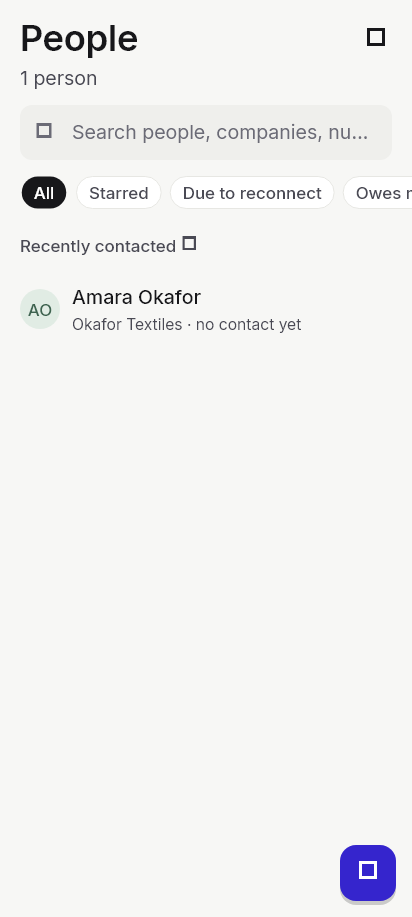 People
1 person
Search people, companies, nu...
All
Starred
Due to reconnect
Owes
Recently contacted
Amara Okafor
AO
Okafor Textiles · no contact yet